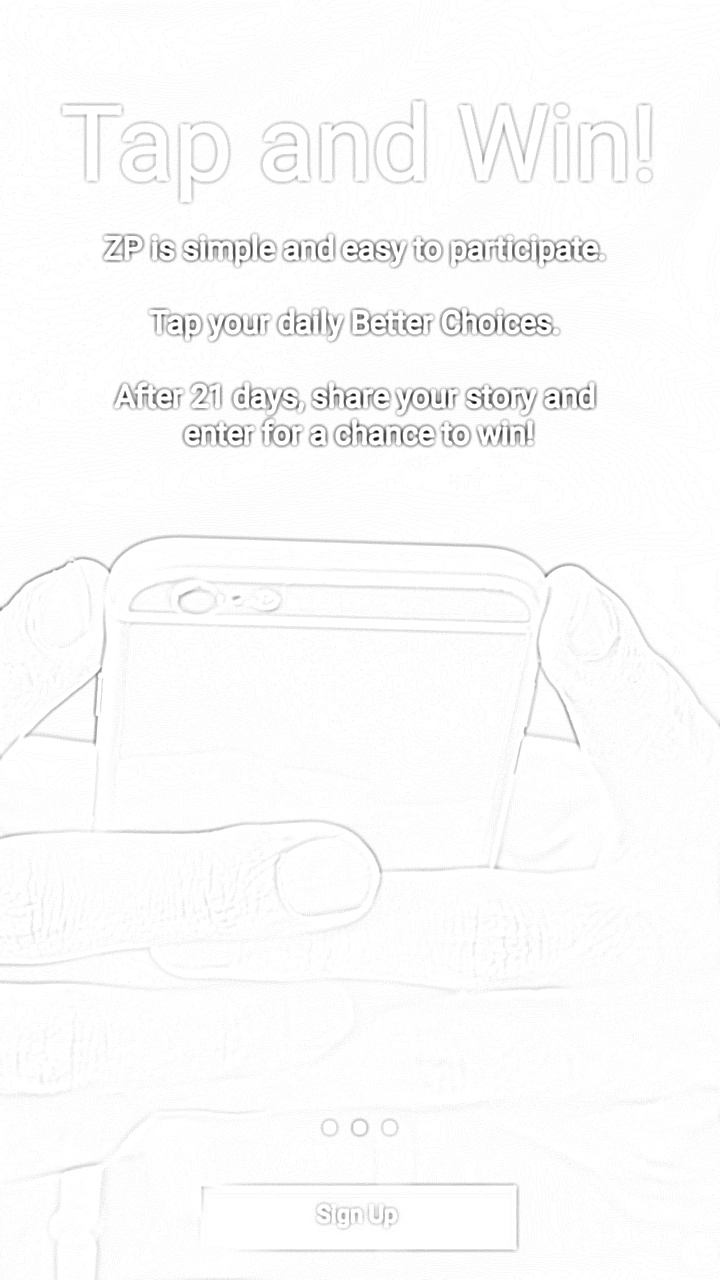 Tap and Win!
ZP is simple and easy to participate.
Tap your daily Better Choices.
After 21 days, share your story and
enter for a chance to win!
Sign Up